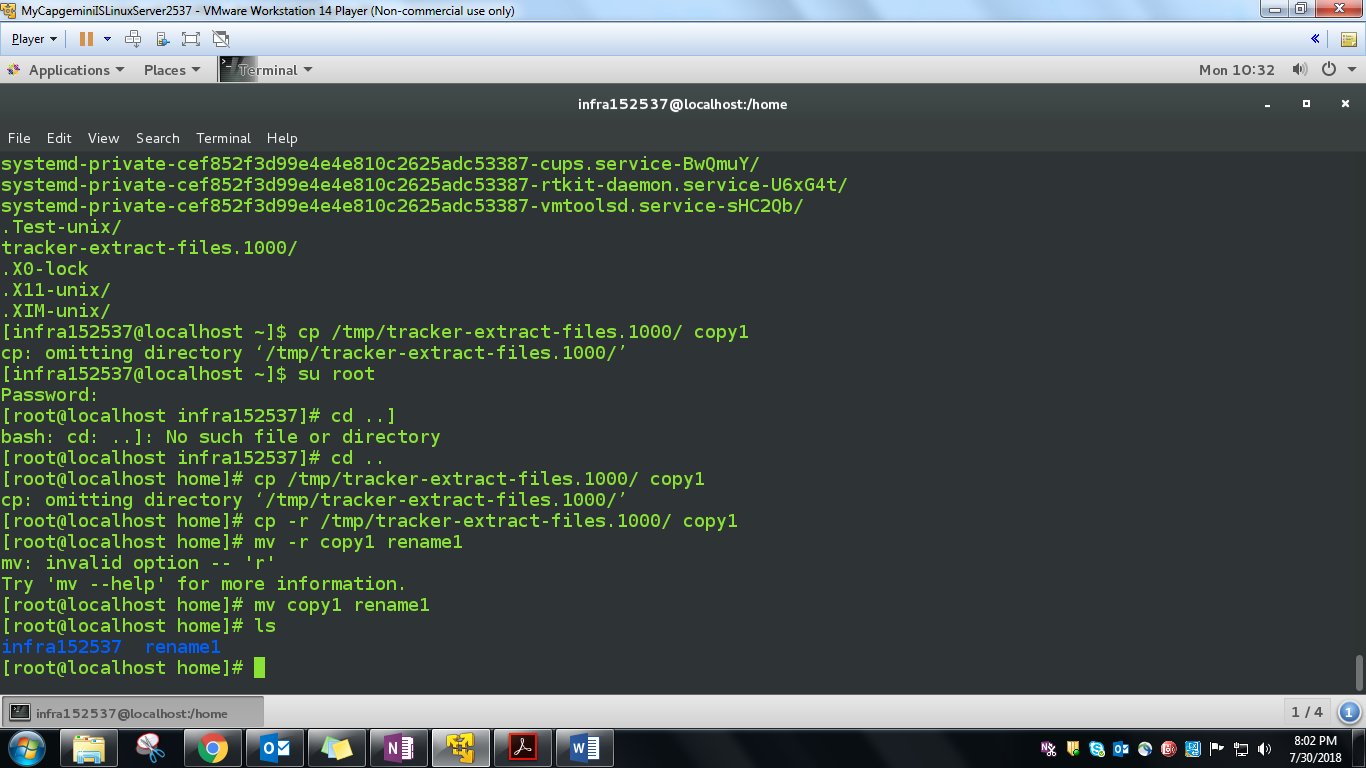 MyCapgeminiISLinuxServer2537 - VMware Workstation 14 Player (Non-commercial use only)
Player
Applications Places Terminal Mon 10:32
infra152537@localhost:/home
File Edit View Search Terminal Help
systemd-private-cef852f3d99e4e4e810c2625adc53387-cups.service-BwQmuY/
systemd-private-cef852f3d99e4e4e810c2625adc53387-rtkit-daemon.service-U6xG4t/
systemd-private-cef852f3d99e4e4e810c2625adc53387-vmtoolsd.service-sHC2Qb/
.Test-unix/
tracker-extract-files.1000/
.X0-lock
.X11-unix/
.XIM-unix/
[infra152537@localhost ~]$ cp /tmp/tracker-extract-files.1000/ copy1
cp: omitting directory ‘/tmp/tracker-extract-files.1000/’
[infra152537@localhost ~]$ su root
Password:
[root@localhost infra152537]# cd ..]
bash: cd: ..]: No such file or directory
[root@localhost infra152537]# cd ..
[root@localhost home]# cp /tmp/tracker-extract-files.1000/ copy1
cp: omitting directory ‘/tmp/tracker-extract-files.1000/’
[root@localhost home]# cp -r /tmp/tracker-extract-files.1000/ copy1
[root@localhost home]# mv -r copy1 rename1
mv: invalid option -- 'r'
Try 'mv --help' for more information.
[root@localhost home]# mv copy1 rename1
[root@localhost home]# ls
infra152537 rename1
[root@localhost home]#
infra152537@localhost:/home 1 / 4 1
8:02 PM
7/30/2018